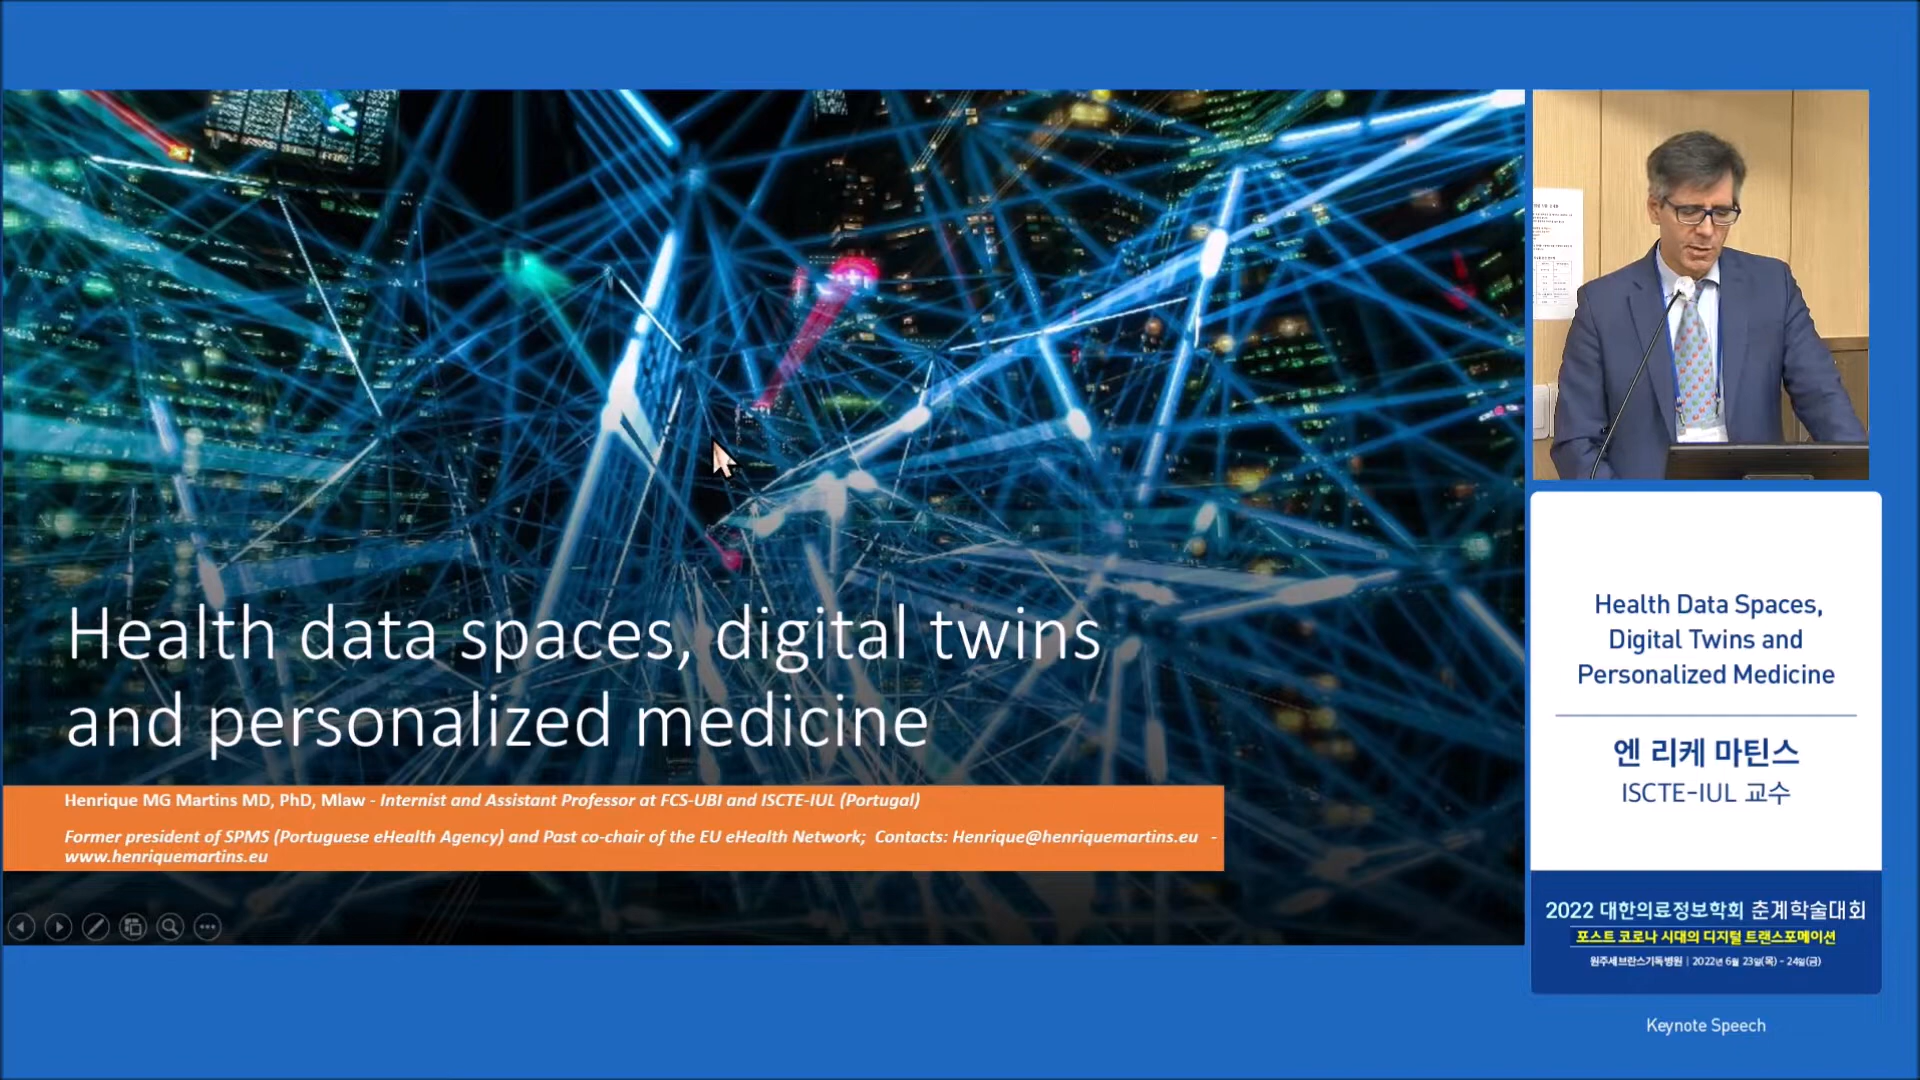 Health data spaces, digital twins
and personalized medicine
Henrique MG Martins MD, PhD, Mlaw - Internist and Assistant Professor at FCS-UBI and ISCTE-IUL (Portugal)
Former president of SPMS (Portuguese eHealth Agency) and Past co-chair of the EU eHealth Network; Contacts: Henrique@henriquemartins.eu -
www.henriquemartins.eu
Health Data Spaces,
Digital Twins and
Personalized Medicine
엔 리케 마틴스
ISCTE-IUL 교수
2022 대한의료정보학회 춘계학술대회
포스트 코로나 시대의 디지털 트랜스포메이션
원주세브란스기독병원 | 2022년 6월 23일(목) - 24일(금)
Keynote Speech